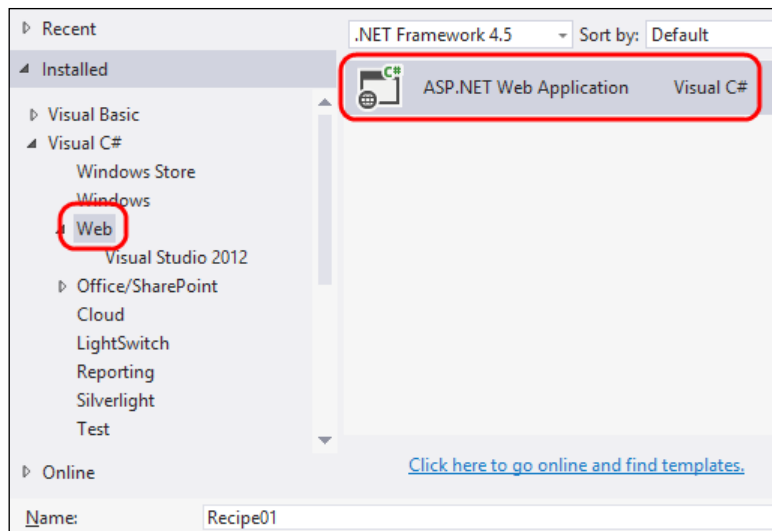 Recent
.NET Framework 4.5 Sort by: Default
Installed
C# ASP.NET Web Application Visual C#
Visual Basic
Visual C#
Windows Store
Windows
Web
Visual Studio 2012
Office/SharePoint
Cloud
LightSwitch
Reporting
Silverlight
Test
Online
Click here to go online and find templates.
Name: Recipe01